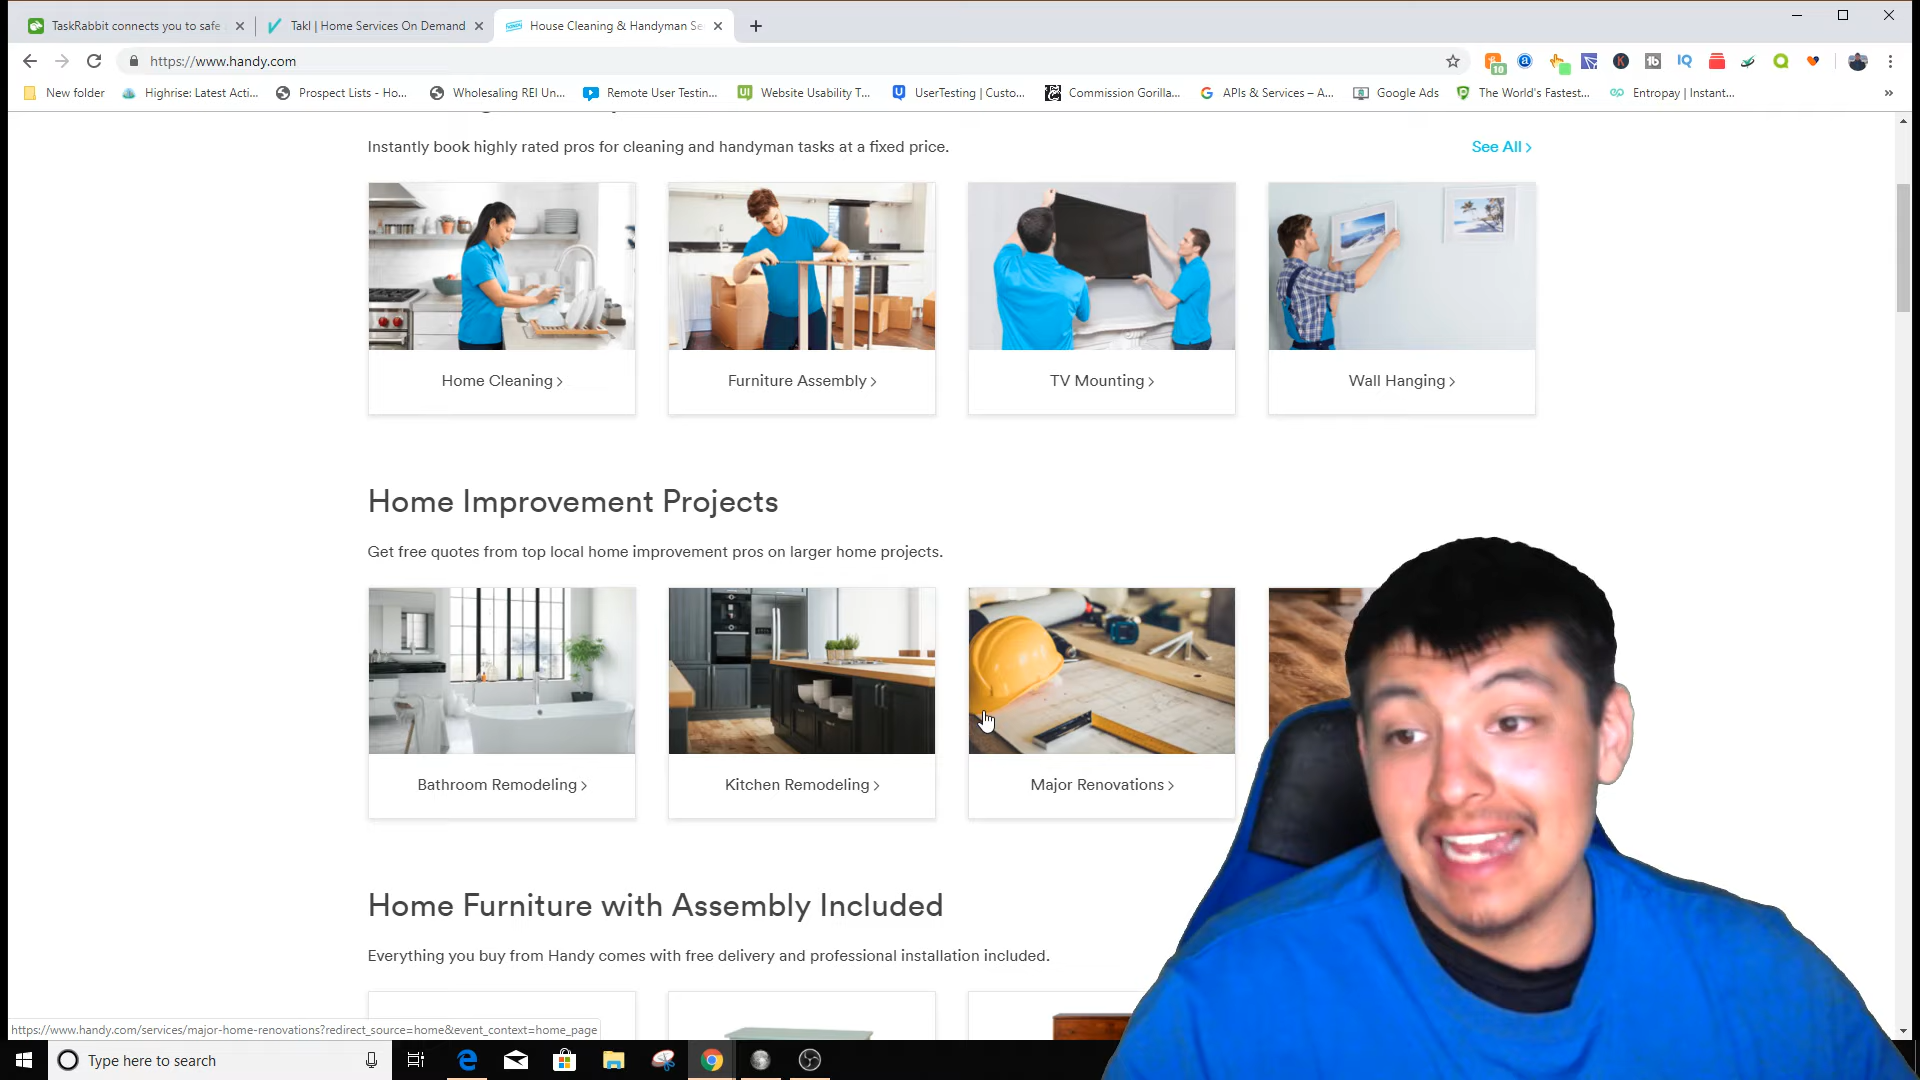 TaskRabbit connects you to safe
Takl | Home Services On Demand
House Cleaning & Handyman Se
https://www.handy.com
10
New folder
Highrise: Latest Acti...
Prospect Lists - Ho...
Wholesaling REI Un...
Remote User Testin...
Website Usability T...
UserTesting | Custo...
Commission Gorilla...
APIs & Services – A...
Google Ads
The World's Fastest...
Entropay | Instant...
Instantly book highly rated pros for cleaning and handyman tasks at a fixed price.
See All >
Home Cleaning >
Furniture Assembly >
TV Mounting >
Wall Hanging >
Home Improvement Projects
Get free quotes from top local home improvement pros on larger home projects.
Bathroom Remodeling >
Kitchen Remodeling >
Major Renovations >
Home Furniture with Assembly Included
Everything you buy from Handy comes with free delivery and professional installation included.
https://www.handy.com/services/major-home-renovations?redirect_source=home&event_context=home_page
Type here to search